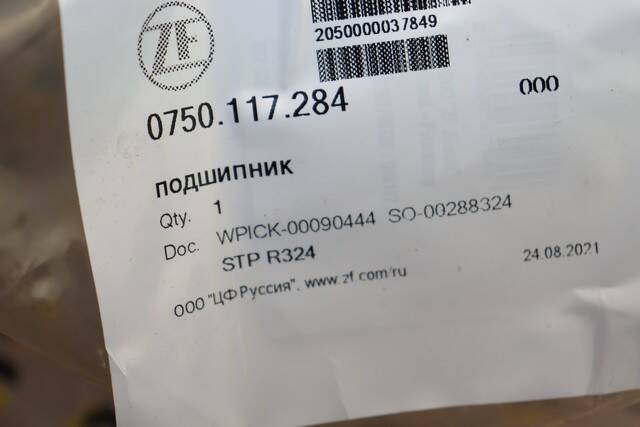 ZF
2050000037849
0750.117.284
000
подшипник
Qty. 1
Doc. WPICK-00090444 SO-00288324
STP R324
24.08.2021
ООО "ЦФ Руссия", www.zf.com/ru